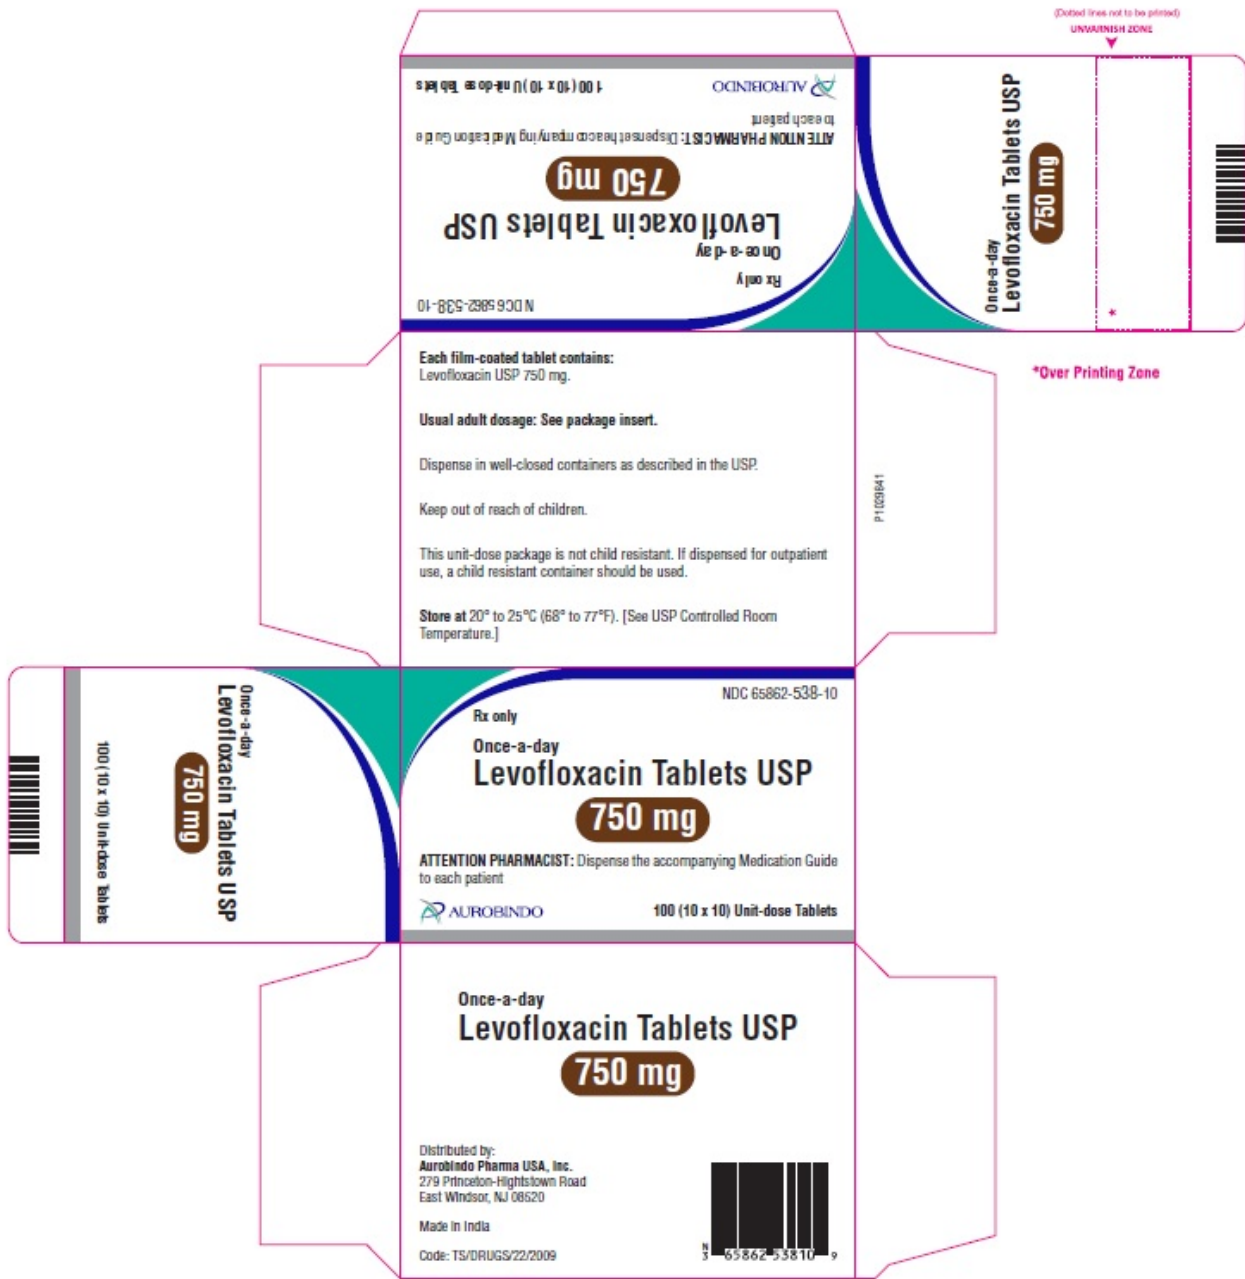 (Dotted lines not to be printed)
UNVARNISH ZONE
100 (10 x 10) Unit-dose Tablets
AUROBINDO
ATTENTION PHARMACIST: Dispense the accompanying Medication Guide
to each patient
750 mg
Levofloxacin Tablets USP
Once-a-day
Rx only
NDC 65862-538-10
Once-a-day
Levofloxacin Tablets USP
750 mg
*
*Over Printing Zone
Each film-coated tablet contains:
Levofloxacin USP 750 mg.
Usual adult dosage: See package insert.
Dispense in well-closed containers as described in the USP.
Keep out of reach of children.
This unit-dose package is not child resistant. If dispensed for outpatient
use, a child resistant container should be used.
Store at 20° to 25°C (68° to 77°F). [See USP Controlled Room
Temperature.]
P1029841
Once-a-day
Levofloxacin Tablets USP
750 mg
100 (10 x 10) Unit-dose Tablets
NDC 65862-538-10
Rx only
Once-a-day
Levofloxacin Tablets USP
750 mg
ATTENTION PHARMACIST: Dispense the accompanying Medication Guide
to each patient
AUROBINDO
100 (10 x 10) Unit-dose Tablets
Once-a-day
Levofloxacin Tablets USP
750 mg
Distributed by:
Aurobindo Pharma USA, Inc.
279 Princeton-Hightstown Road
East Windsor, NJ 08520
Made in India
Code: TS/DRUGS/22/2009
N
3 65862 53810 9